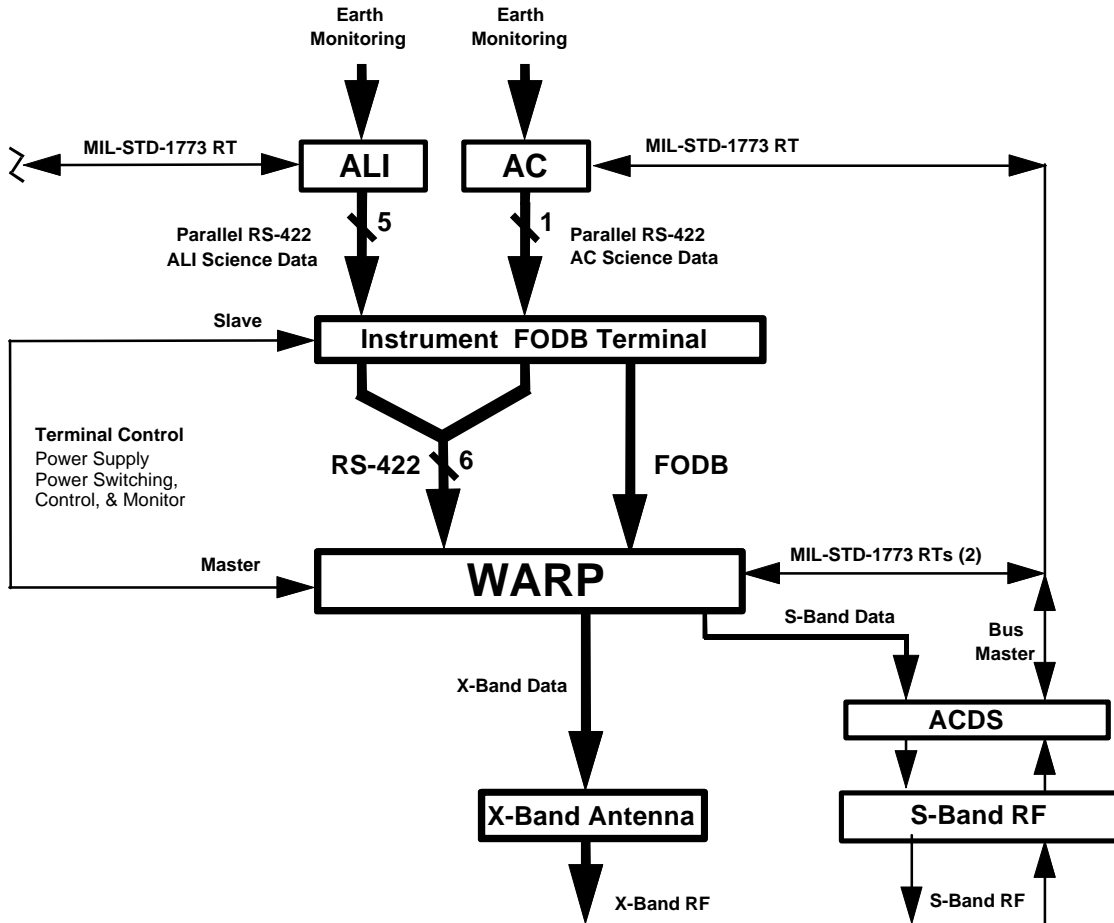 Earth
Monitoring
Earth
Monitoring
MIL-STD-1773 RT
ALI
AC
MIL-STD-1773 RT
5
1
Parallel RS-422
ALI Science Data
Parallel RS-422
AC Science Data
Slave
Instrument FODB Terminal
Terminal Control
Power Supply
Power Switching,
Control, & Monitor
RS-422
6
FODB
Master
WARP
MIL-STD-1773 RTs (2)
S-Band Data
Bus
Master
X-Band Data
ACDS
X-Band Antenna
S-Band RF
X-Band RF
S-Band RF